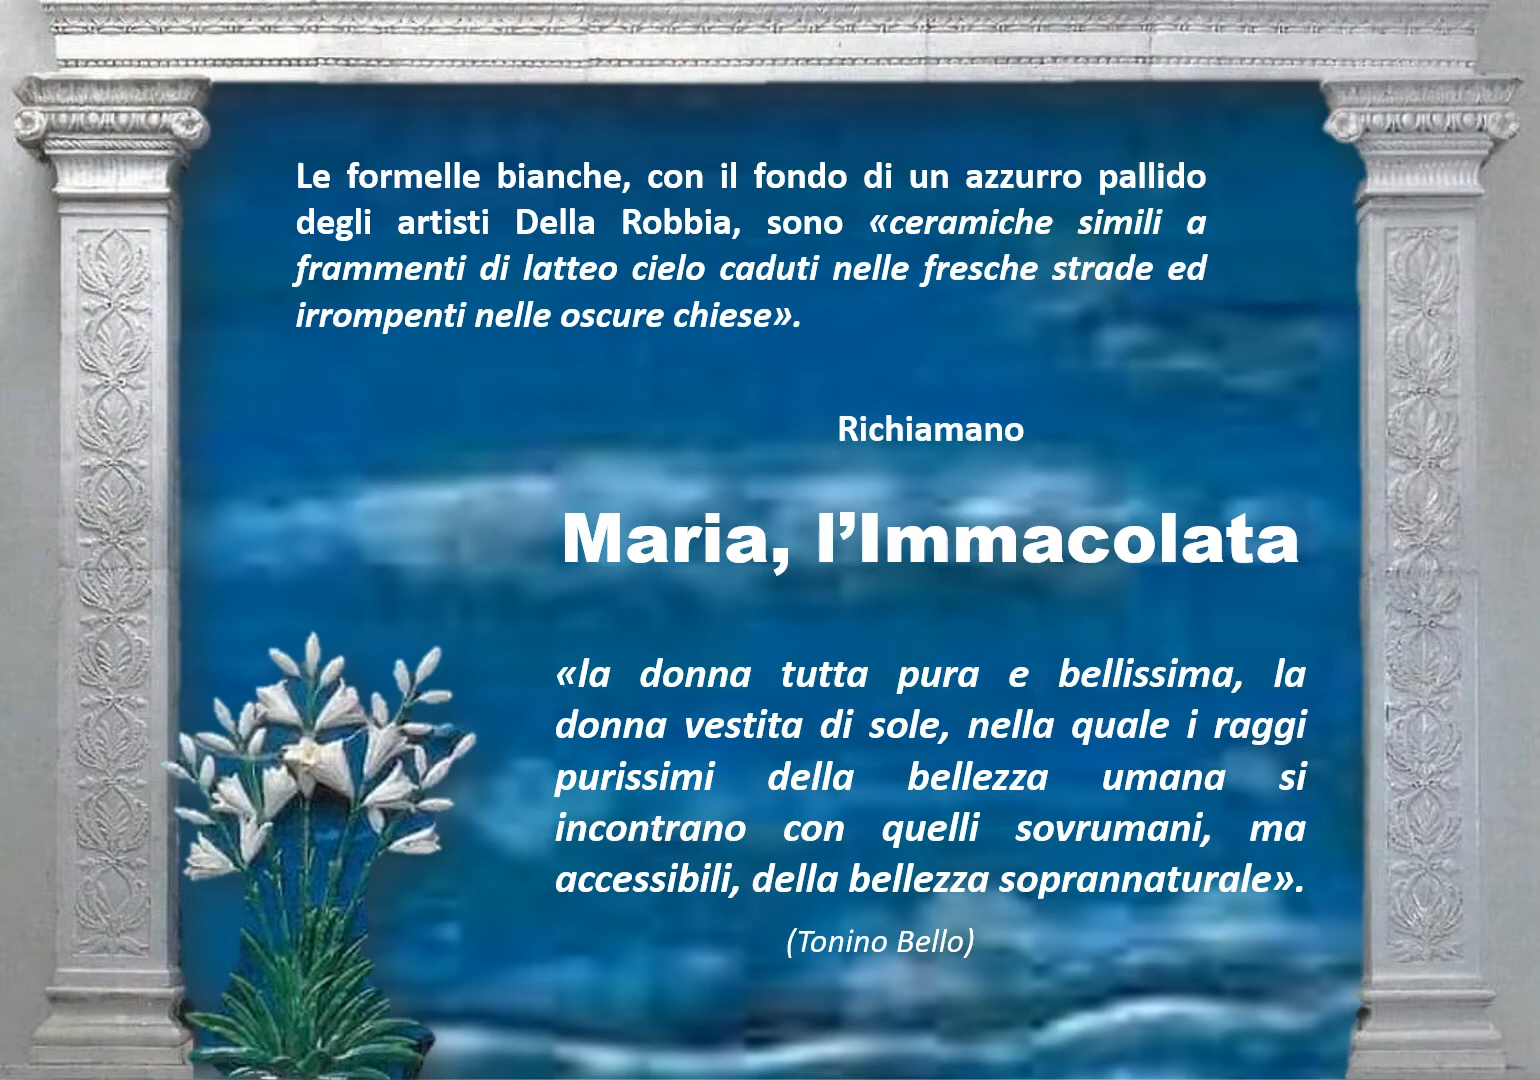 Le formelle bianche, con il fondo di un azzurro pallido
degli artisti Della Robbia, sono «ceramiche simili a
frammenti di latteo cielo caduti nelle fresche strade ed
irrompenti nelle oscure chiese».
Richiamano
Maria, l’Immacolata
«la donna tutta pura e bellissima, la
donna vestita di sole, nella quale i raggi
purissimi della bellezza umana si
incontrano con quelli sovrumani, ma
accessibili, della bellezza soprannaturale».
(Tonino Bello)